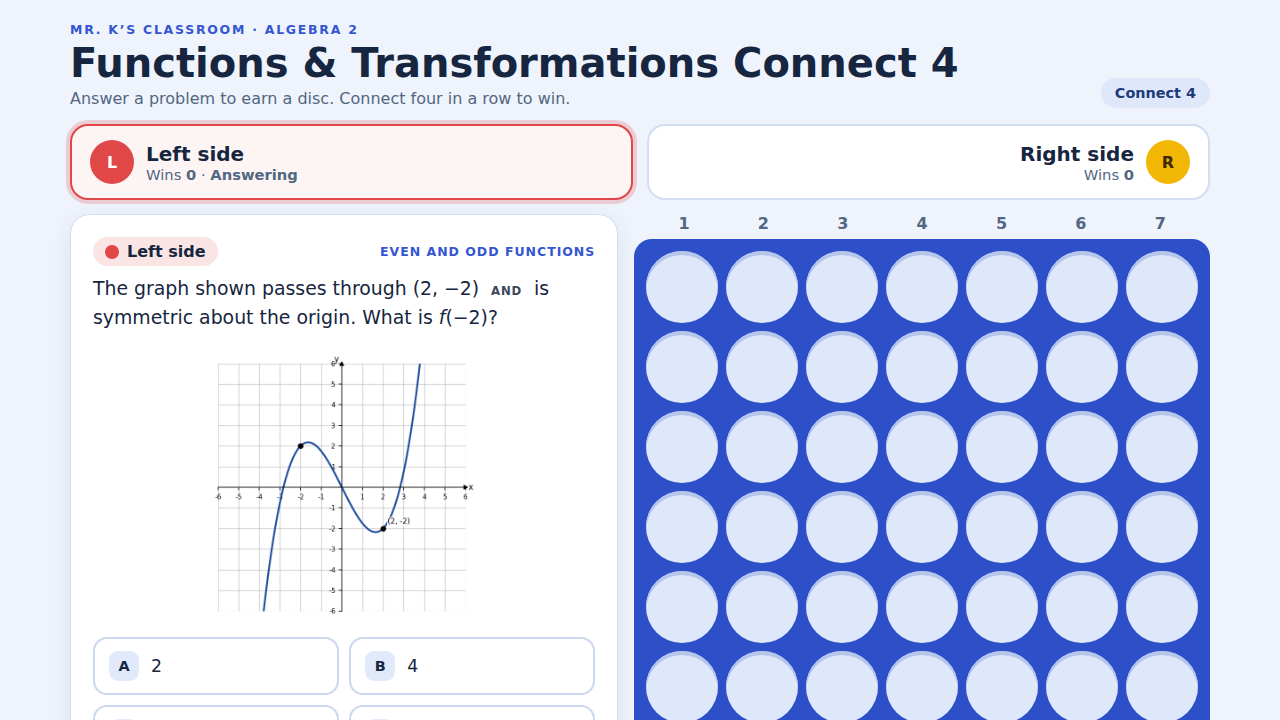 MR. K’S CLASSROOM · ALGEBRA 2
Functions & Transformations Connect 4
Answer a problem to earn a disc. Connect four in a row to win.
Connect 4
L
Left side
Wins 0 · Answering
Right side
Wins 0
R
Left side
EVEN AND ODD FUNCTIONS
The graph shown passes through (2, −2) AND is
symmetric about the origin. What is f(−2)?
y
6
5
4
3
2
1
-6 -5 -4 -3 -2 -1 1 2 3 4 5 6 x
-1
-2
(2, -2)
-3
-4
-5
-6
A 2
B 4
1 2 3 4 5 6 7